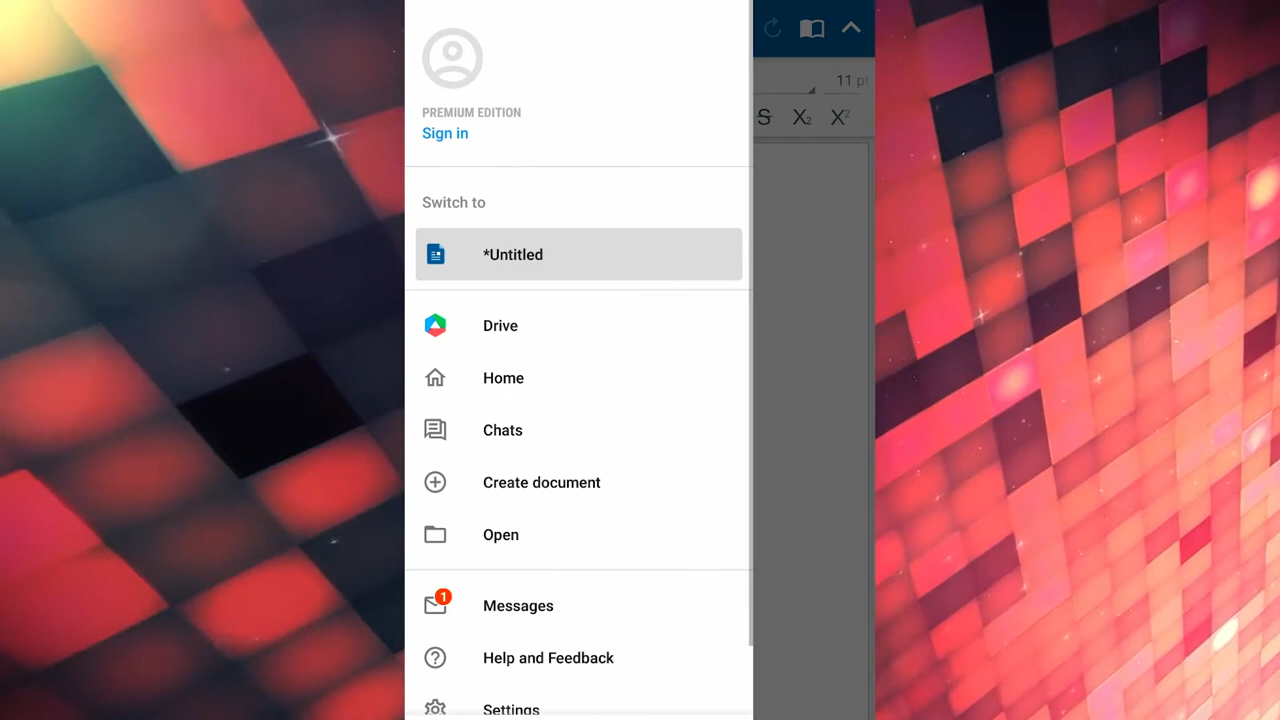 PREMIUM EDITION
Sign in
11 pt
S X₂ X²
Switch to
*Untitled
Drive
Home
Chats
Create document
Open
1
Messages
Help and Feedback
Settings